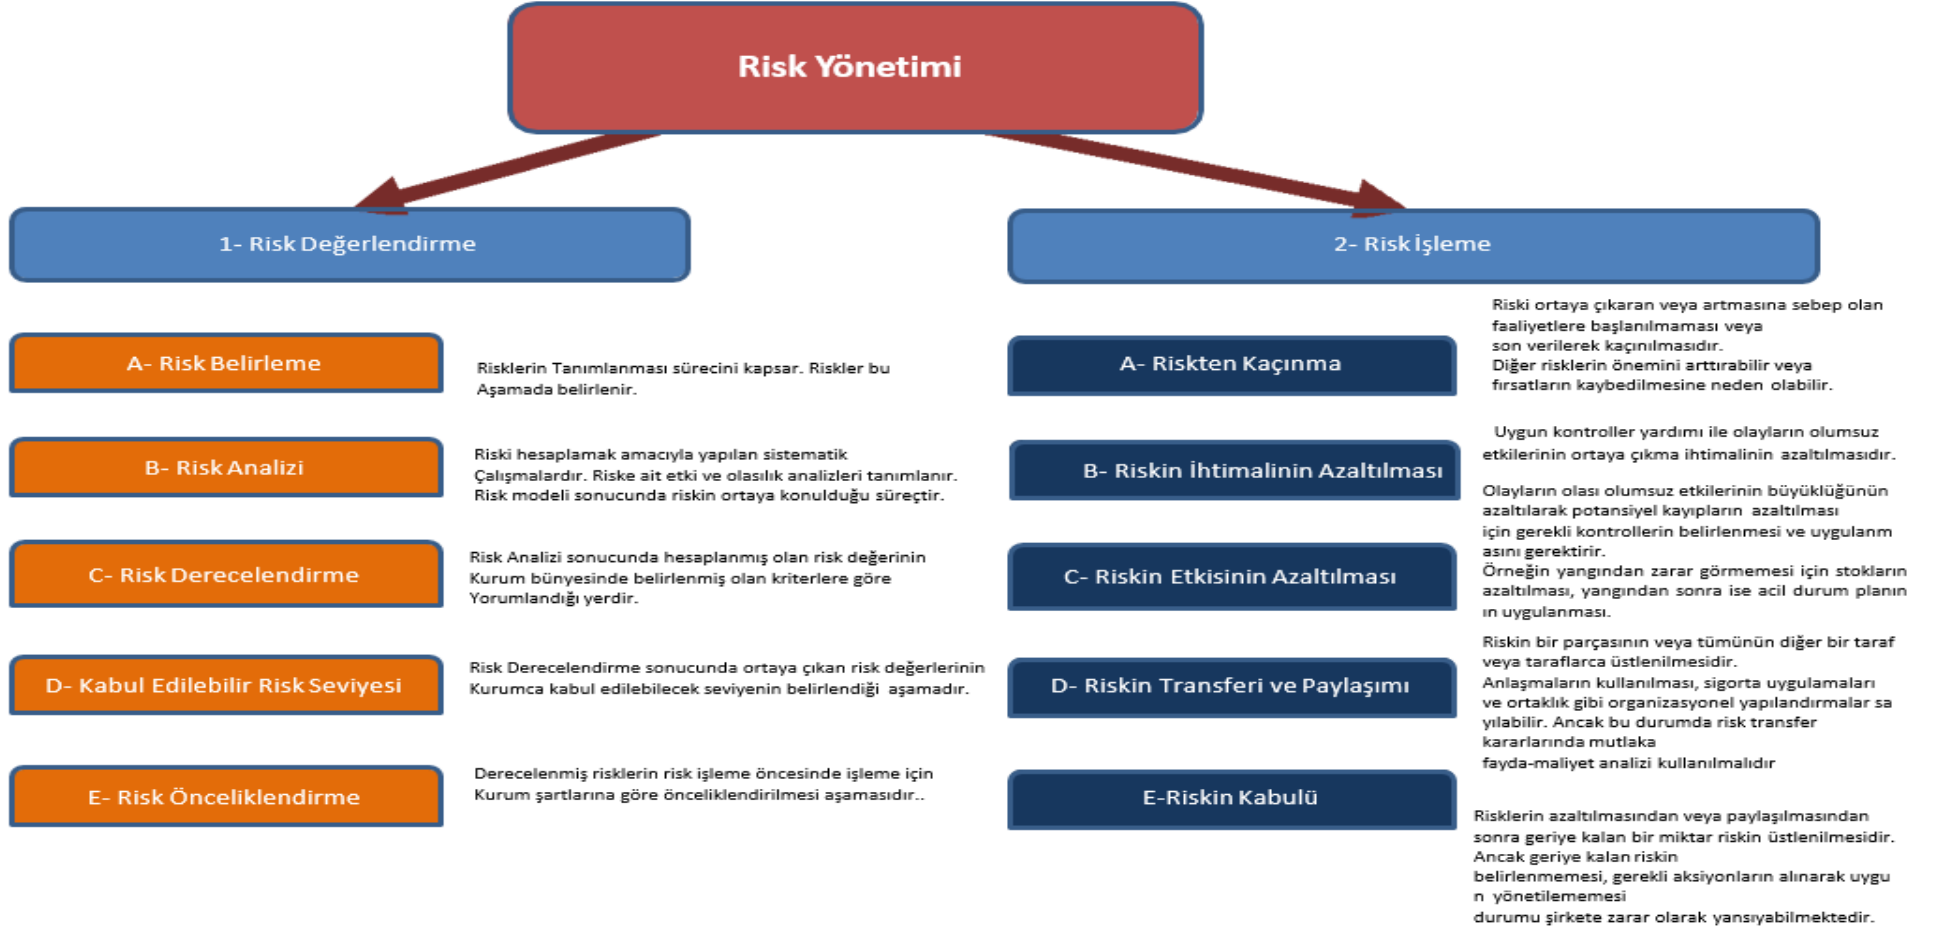 Risk Yönetimi
1- Risk Değerlendirme
A- Risk Belirleme
Risklerin Tanımlanması sürecini kapsar. Riskler bu
Aşamada belirlenir.
B- Risk Analizi
Riski hesaplamak amacıyla yapılan sistematik
Çalışmalardır. Riske ait etki ve olasılık analizleri tanımlanır.
Risk modeli sonucunda riskin ortaya konulduğu süreçtir.
C- Risk Derecelendirme
Risk Analizi sonucunda hesaplanmış olan risk değerinin
Kurum bünyesinde belirlenmiş olan kriterlere göre
Yorumlandığı yerdir.
D- Kabul Edilebilir Risk Seviyesi
Risk Derecelendirme sonucunda ortaya çıkan risk değerlerinin
Kurumca kabul edilebilecek seviyenin belirlendiği aşamadır.
E- Risk Önceliklendirme
Derecelenmiş risklerin risk işleme öncesinde işleme için
Kurum şartlarına göre önceliklendirilmesi aşamasıdır..
2- Risk İşleme
A- Riskten Kaçınma
Riski ortaya çıkaran veya artmasına sebep olan
faaliyetlere başlanılmaması veya
son verilerek kaçınılmasıdır.
Diğer risklerin önemini arttırabilir veya
fırsatların kaybedilmesine neden olabilir.
B- Riskin İhtimalinin Azaltılması
Uygun kontroller yardımı ile olayların olumsuz
etkilerinin ortaya çıkma ihtimalinin azaltılmasıdır.
C- Riskin Etkisinin Azaltılması
Olayların olası olumsuz etkilerinin büyüklüğünün
azaltılarak potansiyel kayıpların azaltılması
için gerekli kontrollerin belirlenmesi ve uygulanm
asını gerektirir.
Örneğin yangından zarar görmemesi için stokların
azaltılması, yangından sonra ise acil durum planın
ın uygulanması.
D- Riskin Transferi ve Paylaşımı
Riskin bir parçasının veya tümünün diğer bir taraf
veya taraflarca üstlenilmesidir.
Anlaşmaların kullanılması, sigorta uygulamaları
ve ortaklık gibi organizasyonel yapılandırmalar sa
yılabilir. Ancak bu durumda risk transfer
kararlarında mutlaka
fayda-maliyet analizi kullanılmalıdır
E-Riskin Kabulü
Risklerin azaltılmasından veya paylaşılmasından
sonra geriye kalan bir miktar riskin üstlenilmesidir.
Ancak geriye kalan riskin
belirlenmemesi, gerekli aksiyonların alınarak uygu
n yönetilememesi
durumu şirkete zarar olarak yansıyabilmektedir.